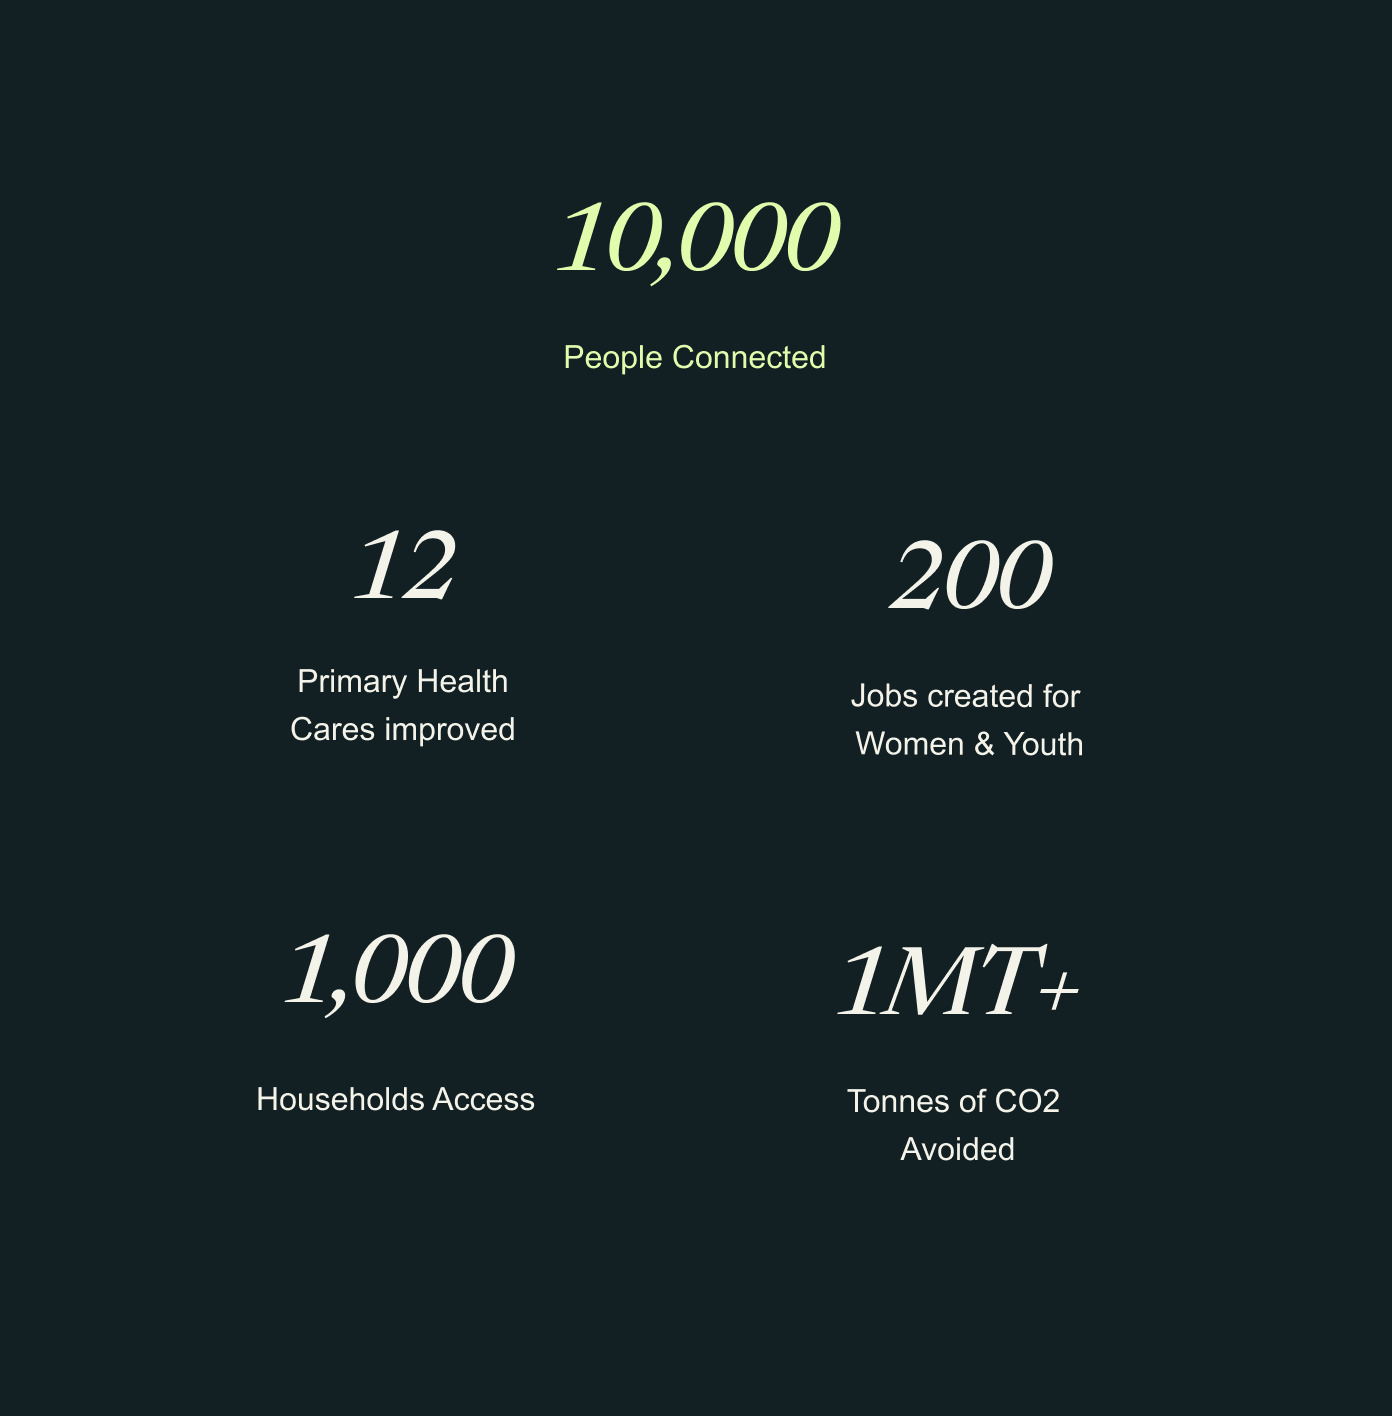 10,000
People Connected
12
Primary Health
Cares improved
200
Jobs created for
Women & Youth
1,000
Households Access
1MT+
Tonnes of CO2
Avoided